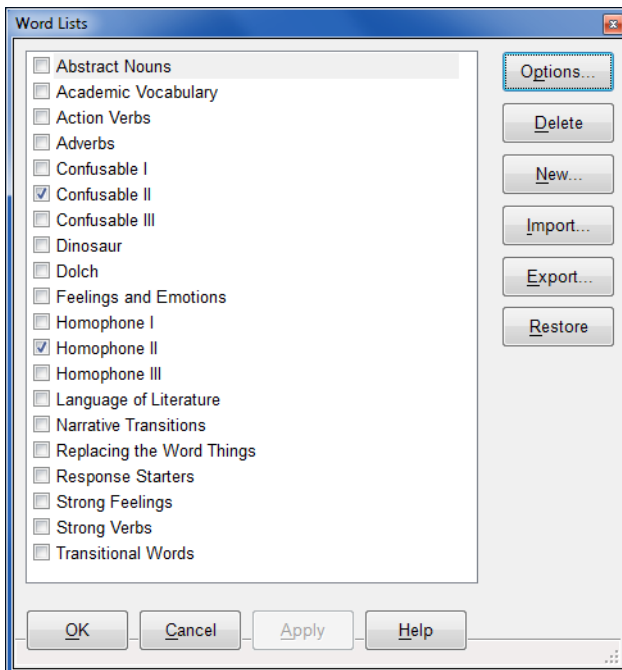 Word Lists
Abstract Nouns
Academic Vocabulary
Action Verbs
Adverbs
Confusable I
Confusable II
Confusable III
Dinosaur
Dolch
Feelings and Emotions
Homophone I
Homophone II
Homophone III
Language of Literature
Narrative Transitions
Replacing the Word Things
Response Starters
Strong Feelings
Strong Verbs
Transitional Words
Options...
Delete
New...
Import...
Export...
Restore
OK Cancel Apply Help